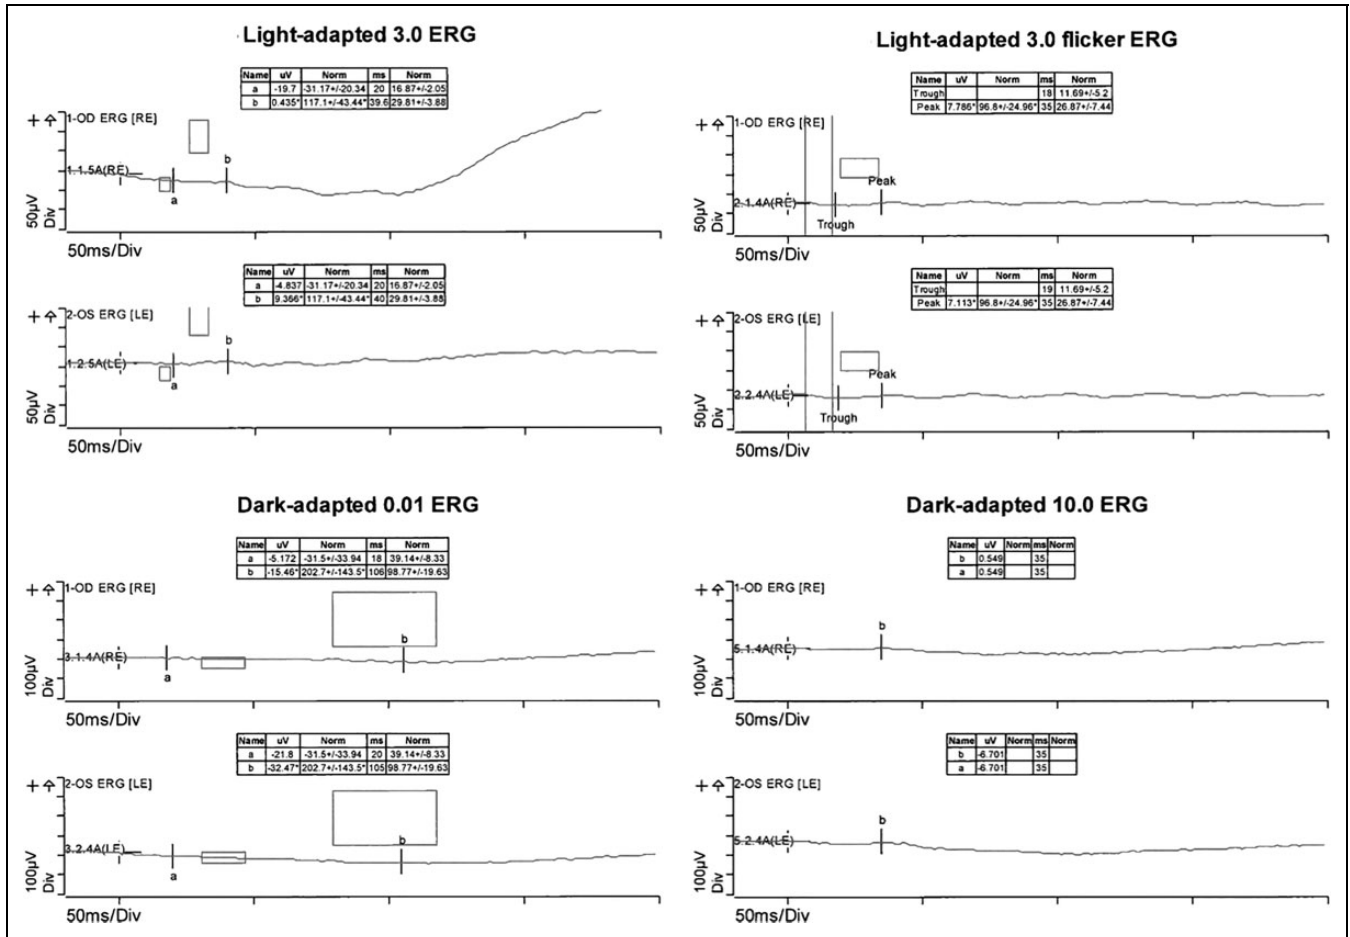 Light-adapted 3.0 ERG
Name uV Norm ms Norm
a -19.7 -31.17+/-20.34 20 16.87+/-2.05
b 0.435* 117.1+/-43.44* 39.6 29.81+/-3.88
1-OD ERG [RE]
b
1.1.5A(RE)
a
50µV
Div
50ms/Div
Name uV Norm ms Norm
a -4.837 -31.17+/-20.34 20 16.87+/-2.05
b 9.366* 117.1+/-43.44* 40 29.81+/-3.88
2-OS ERG [LE]
b
1.2.5A(LE)
a
50µV
Div
50ms/Div
Light-adapted 3.0 flicker ERG
Name uV Norm ms Norm
Trough 18 11.69+/-5.2
Peak 7.786* 96.8+/-24.96* 35 26.87+/-7.44
1-OD ERG [RE]
Peak
2.1.4A(RE)
Trough
50µV
Div
50ms/Div
Name uV Norm ms Norm
Trough 19 11.69+/-5.2
Peak 7.113* 96.8+/-24.96* 35 26.87+/-7.44
2-OS ERG [LE]
Peak
2.2.4A(LE)
Trough
50µV
Div
50ms/Div
Dark-adapted 0.01 ERG
Name uV Norm ms Norm
a -5.172 -31.5+/-33.94 18 39.14+/-8.33
b -15.46* 202.7+/-143.5* 106 98.77+/-19.63
1-OD ERG [RE]
b
3.1.4A(RE)
a
100µV
Div
50ms/Div
Name uV Norm ms Norm
a -21.8 -31.5+/-33.94 20 39.14+/-8.33
b -32.47* 202.7+/-143.5* 105 98.77+/-19.63
2-OS ERG [LE]
b
3.2.4A(LE)
a
100µV
Div
50ms/Div
Dark-adapted 10.0 ERG
Name uV Norm ms Norm
b 0.549 35
a 0.549 35
1-OD ERG [RE]
b
5.1.4A(RE)
100µV
Div
50ms/Div
Name uV Norm ms Norm
b -6.701 35
a -6.701 35
2-OS ERG [LE]
b
5.2.4A(LE)
100µV
Div
50ms/Div